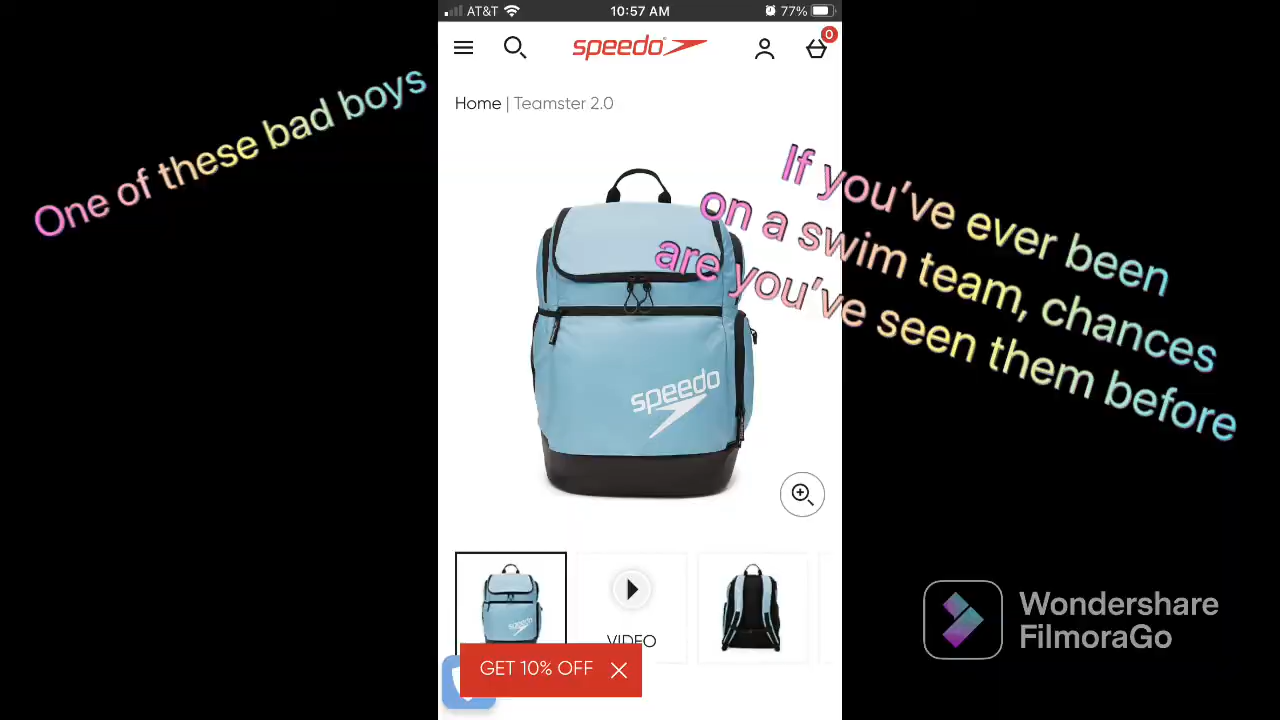 AT&T
10:57 AM
77%
speedo
0
Home | Teamster 2.0
One of these bad boys
If you've ever been
on a swim team, chances
are you've seen them before
speedo
speedo
VIDEO
GET 10% OFF
Wondershare
FilmoraGo